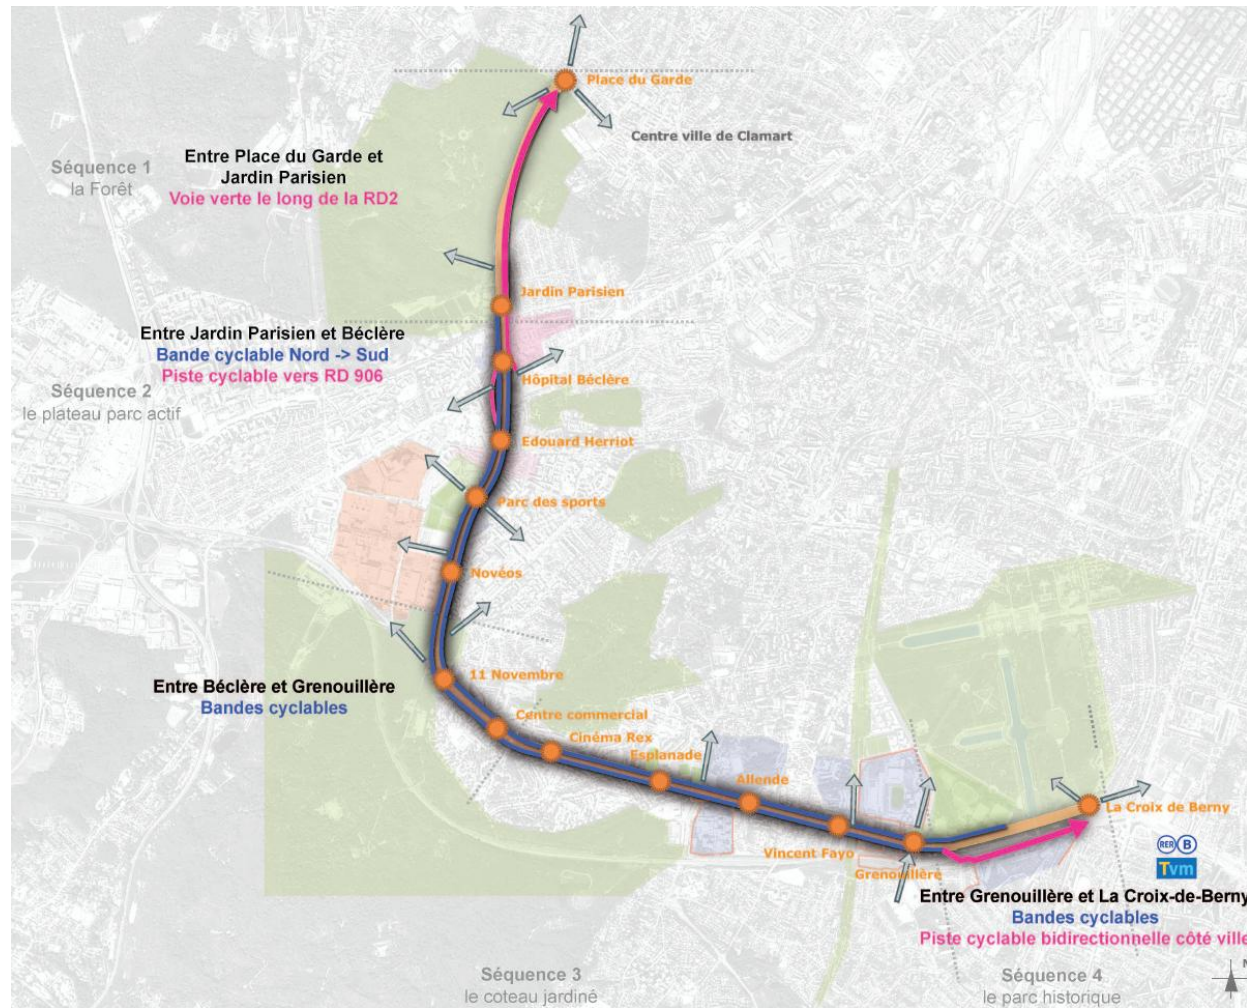 Place du Garde
Centre ville de Clamart
Séquence 1
la Forêt
Entre Place du Garde et
Jardin Parisien
Voie verte le long de la RD2
Jardin Parisien
Entre Jardin Parisien et Béclère
Bande cyclable Nord -> Sud
Piste cyclable vers RD 906
Hôpital Béclère
Séquence 2
le plateau parc actif
Edouard Herriot
Parc des sports
Novéos
11 Novembre
Entre Béclère et Grenouillère
Bandes cyclables
Centre commercial
Cinéma Rex
Esplanade
Allende
La Croix de Berny
Vincent Fayo
Grenouillère
RER B
Tvm
Entre Grenouillère et La Croix-de-Berny
Bandes cyclables
Piste cyclable bidirectionnelle côté ville
Séquence 3
le coteau jardiné
Séquence 4
le parc historique
N